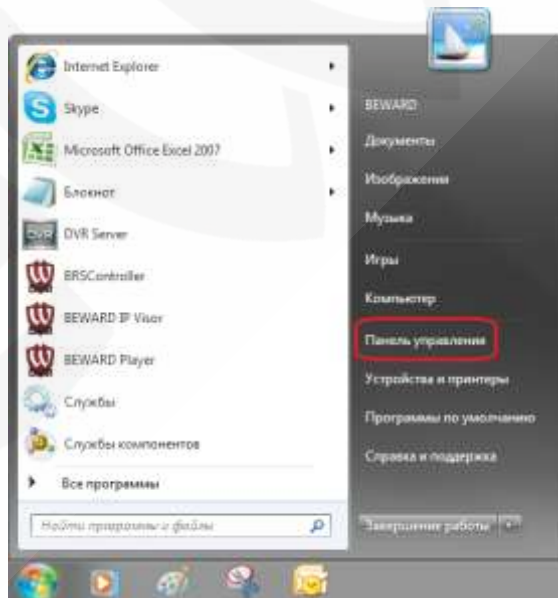 Internet Explorer
Skype
Microsoft Office Excel 2007
Блокнот
DVR Server
BRSController
BEWARD IP Visor
BEWARD Player
Службы
Службы компонентов
Все программы
Найти программы и файлы
BEWARD
Документы
Изображения
Музыка
Игры
Компьютер
Панель управления
Устройства и принтеры
Программы по умолчанию
Справка и поддержка
Завершение работы